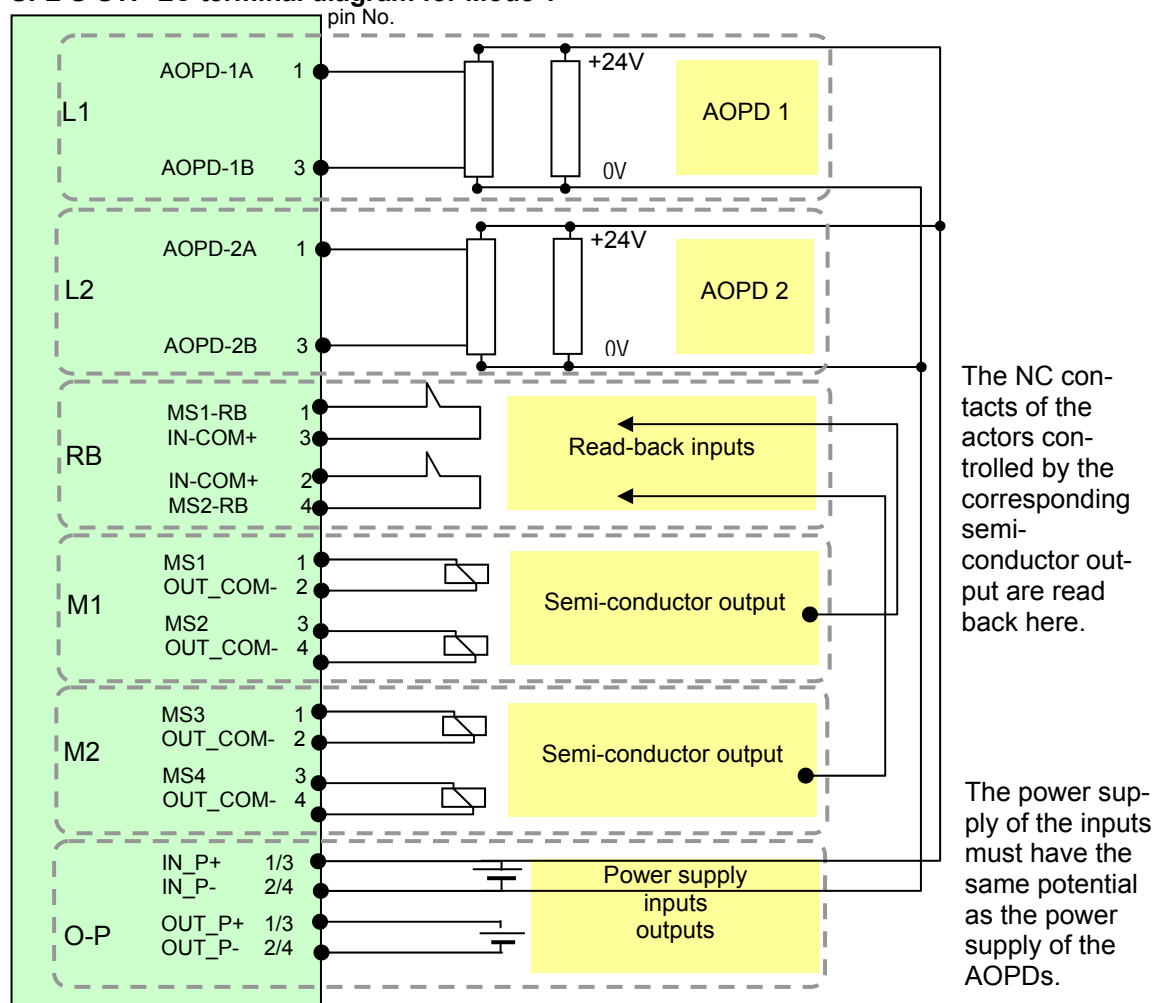 pin No.
AOPD-1A 1
+24V
AOPD 1
L1
AOPD-1B 3
0V
AOPD-2A 1
+24V
L2
AOPD 2
AOPD-2B 3
0V
MS1-RB 1
IN-COM+ 3
RB
Read-back inputs
IN-COM+ 2
MS2-RB 4
The NC con-
tacts of the
actors con-
trolled by the
corresponding
semi-
conductor out-
put are read
back here.
MS1 1
OUT_COM- 2
M1
Semi-conductor output
MS2 3
OUT_COM- 4
MS3 1
OUT_COM- 2
M2
Semi-conductor output
MS4 3
OUT_COM- 4
The power sup-
ply of the inputs
must have the
same potential
as the power
supply of the
AOPDs.
IN_P+ 1/3
IN_P- 2/4
Power supply
inputs
outputs
O-P
OUT_P+ 1/3
OUT_P- 2/4